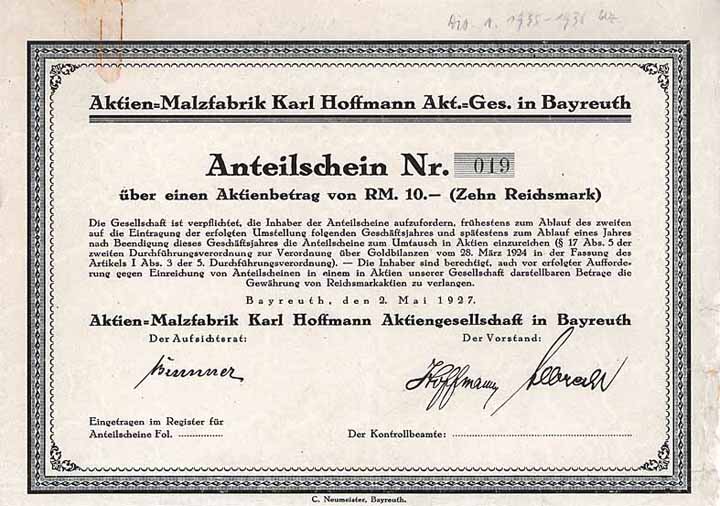 Aktien=Malzfabrik Karl Hoffmann Akt.=Ges. in Bayreuth
Anteilschein Nr. 019
über einen Aktienbetrag von RM. 10.— (Zehn Reichsmark)
Die Gesellschaft ist verpflichtet, die Inhaber der Anteilscheine aufzufordern, frühestens zum Ablauf des zweiten
auf die Eintragung der erfolgten Umstellung folgenden Geschäftsjahres und spätestens zum Ablauf eines Jahres
nach Beendigung dieses Geschäftsjahres die Anteilscheine zum Umtausch in Aktien einzureichen (§ 17 Abs. 5 der
zweiten Durchführungsverordnung zur Verordnung über Goldbilanzen vom 28. März 1924 in der Fassung des
Artikels I Abs. 3 der 5. Durchführungsverordnung). — Die Inhaber sind berechtigt, auch vor erfolgter Aufforde-
rung gegen Einreichung von Anteilscheinen in einem in Aktien unserer Gesellschaft darstellbaren Betrage die
Gewährung von Reichsmarkaktien zu verlangen.
Bayreuth, den 2. Mai 1927.
Aktien=Malzfabrik Karl Hoffmann Aktiengesellschaft in Bayreuth
Der Aufsichtsrat: Der Vorstand:
Brunner Hoffmann
Eingetragen im Register für
Anteilscheine Fol. .............. Der Kontrollbeamte: ..............................................
C. Neumeister, Bayreuth.